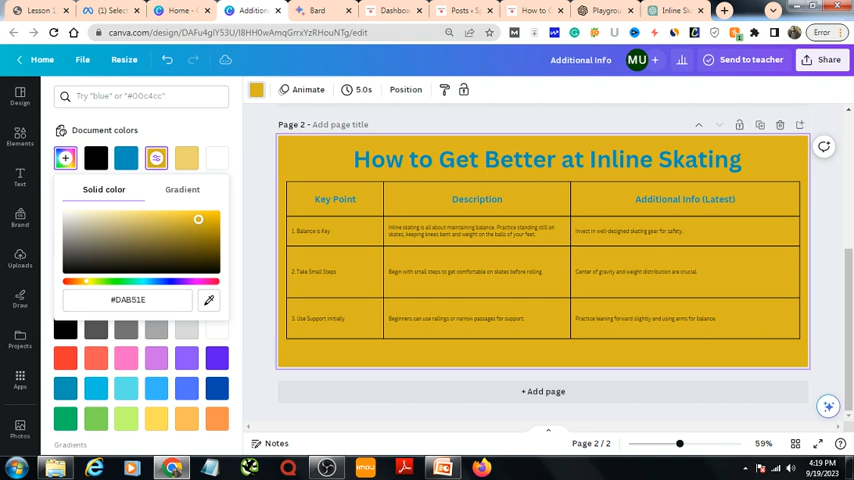 Lesson 1.
(1) Select
Home - C
Addition
Bard
Dashboa
Posts ‹ Sp
How to G
Playgrou
Inline Sk
canva.com/design/DAFu4gIY53U/I8HH0wAmqGrrxYzRHouNTg/edit
Error
Home
File
Resize
Additional Info
MU
Send to teacher
Share
Design
Elements
Text
Brand
Uploads
Draw
Projects
Apps
Photos
Try "blue" or "#00c4cc"
Document colors
Solid color
Gradient
#DAB51E
Gradients
Animate
5.0s
Position
Page 2 - Add page title
How to Get Better at Inline Skating
Key Point
Description
Additional Info (Latest)
1. Balance is Key
Inline skating is all about maintaining balance. Practice standing still on
skates, keeping knees bent and weight on the balls of your feet.
Invest in well-designed skating gear for safety.
2. Take Small Steps
Begin with small steps to get comfortable on skates before rolling.
Center of gravity and weight distribution are crucial.
3. Use Support Initially
Beginners can use railings or narrow passages for support.
Practice leaning forward slightly and using arms for balance.
+ Add page
Notes
Page 2 / 2
59%
4:19 PM
9/19/2023